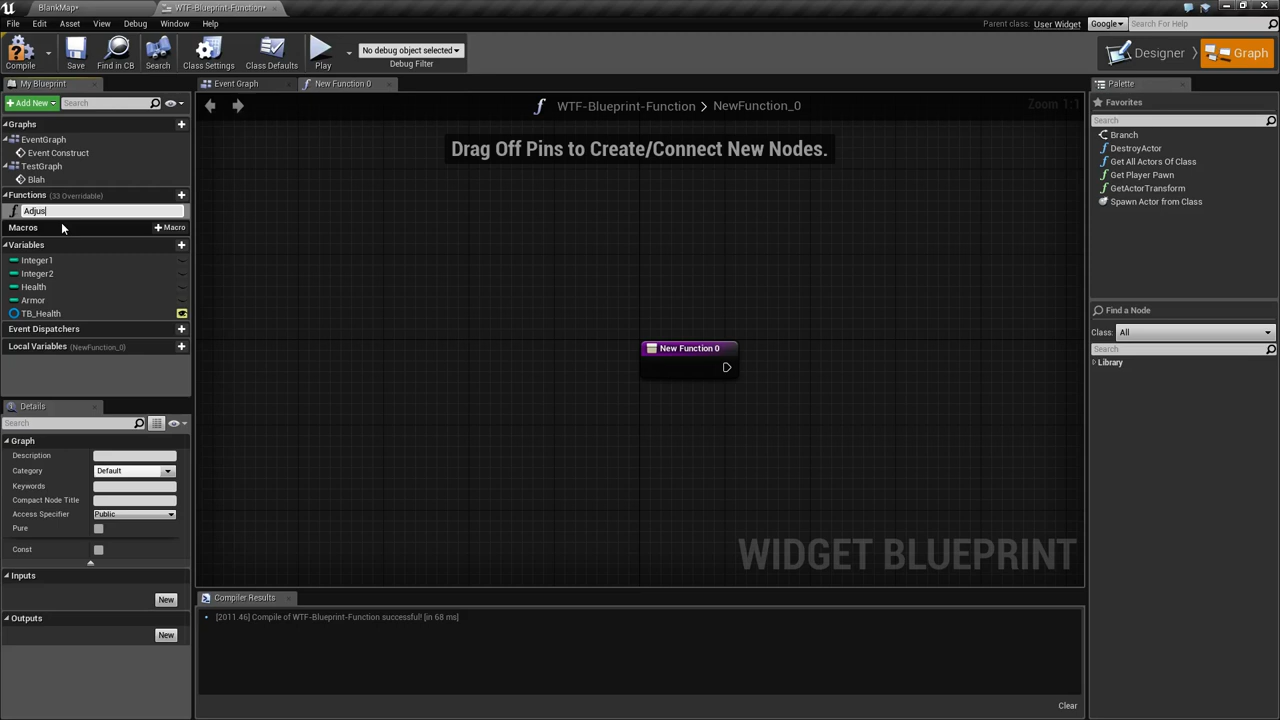 BlankMap*
WTF-Blueprint-Function*
File Edit Asset View Debug Window Help
Parent class: User Widget
Google
Search For Help
Compile
Save
Find in CB
Search
Class Settings
Class Defaults
Play
No debug object selected
Debug Filter
Designer
Graph
My Blueprint
Add New
Search
Graphs
EventGraph
Event Construct
TestGraph
Blah
Functions (33 Overridable)
Adjus
Macros
Macro
Variables
Integer1
Integer2
Health
Armor
TB_Health
Event Dispatchers
Local Variables (NewFunction_0)
Details
Search
Graph
Description
Category Default
Keywords
Compact Node Title
Access Specifier Public
Pure
Const
Inputs
New
Outputs
New
Event Graph
New Function 0
WTF-Blueprint-Function > NewFunction_0
Zoom 1:1
Drag Off Pins to Create/Connect New Nodes.
New Function 0
WIDGET BLUEPRINT
Compiler Results
[2011.46] Compile of WTF-Blueprint-Function successful! [in 68 ms]
Clear
Palette
Favorites
Search
Branch
DestroyActor
Get All Actors Of Class
Get Player Pawn
GetActorTransform
Spawn Actor from Class
Find a Node
Class: All
Search
Library